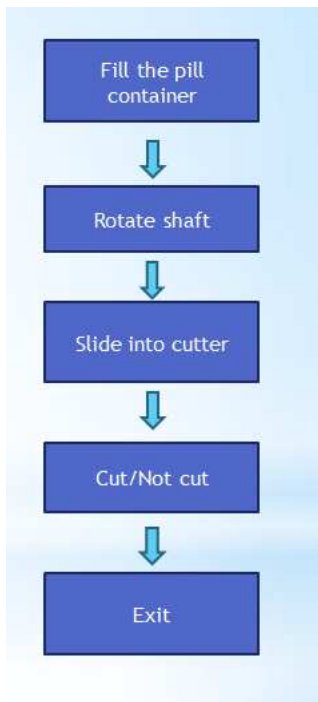 Fill the pill
container
Rotate shaft
Slide into cutter
Cut/Not cut
Exit